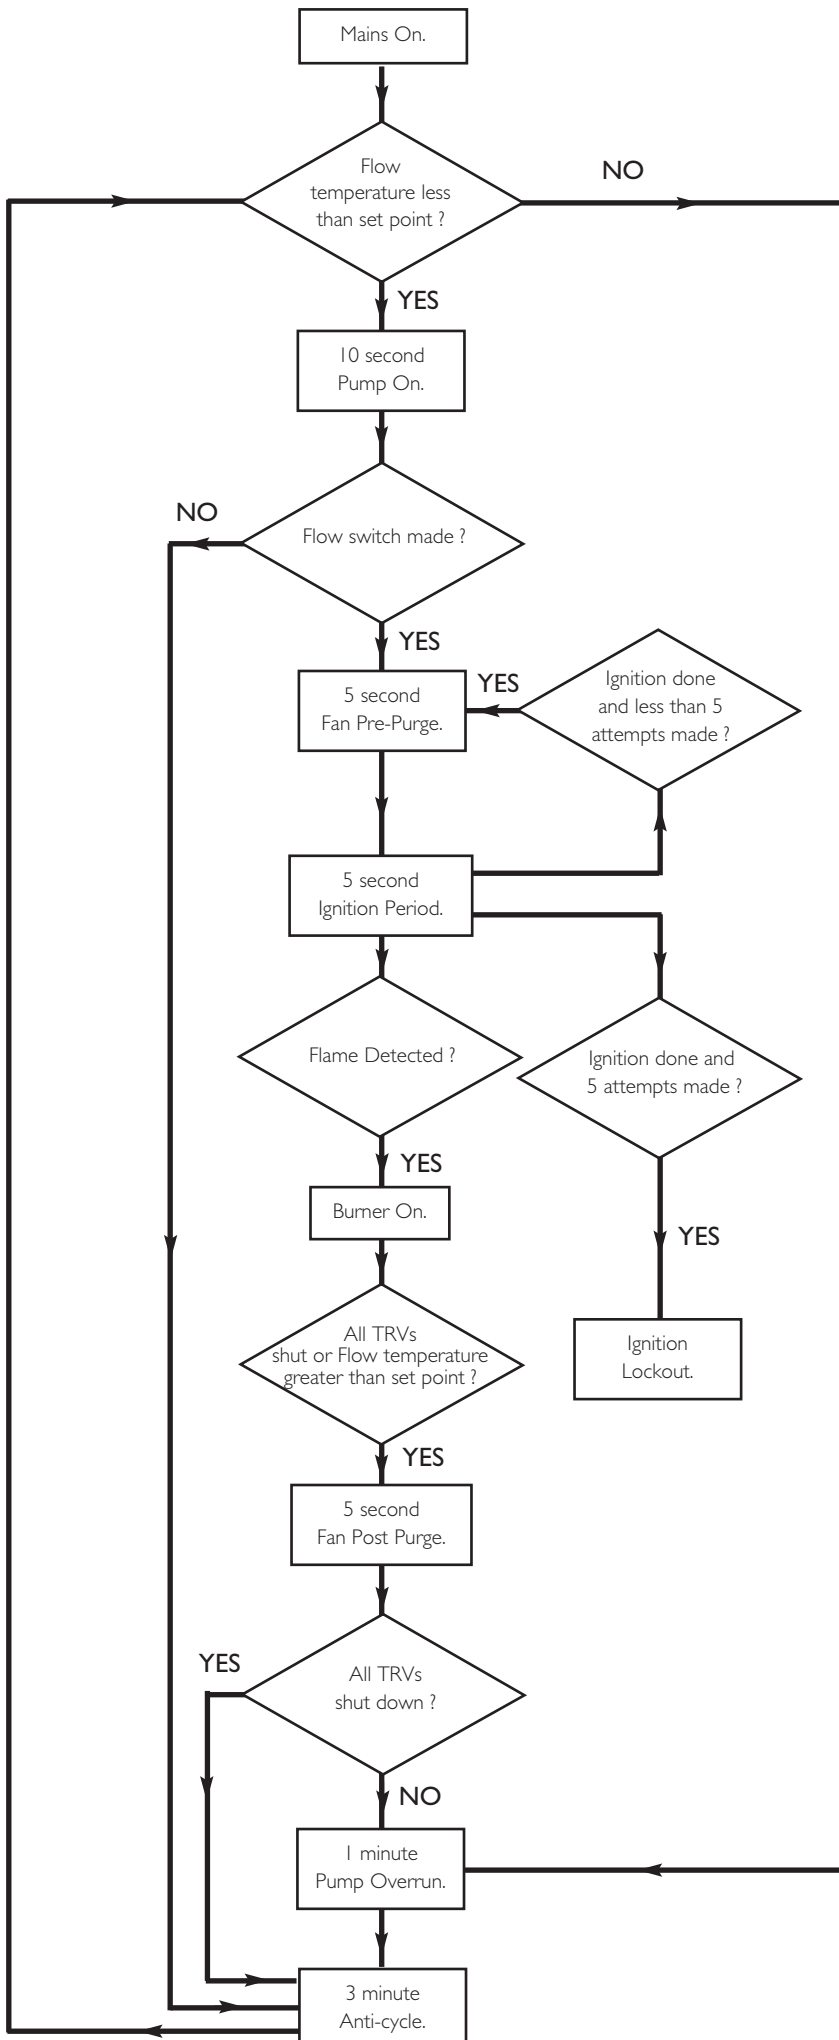 Mains On.
Flow
temperature less
than set point ?
NO
YES
10 second
Pump On.
NO
Flow switch made ?
YES
5 second
Fan Pre-Purge.
YES
Ignition done
and less than 5
attempts made ?
5 second
Ignition Period.
Flame Detected ?
Ignition done and
5 attempts made ?
YES
Burner On.
YES
All TRVs
shut or Flow temperature
greater than set point ?
Ignition
Lockout.
YES
5 second
Fan Post Purge.
YES
All TRVs
shut down ?
NO
1 minute
Pump Overrun.
3 minute
Anti-cycle.